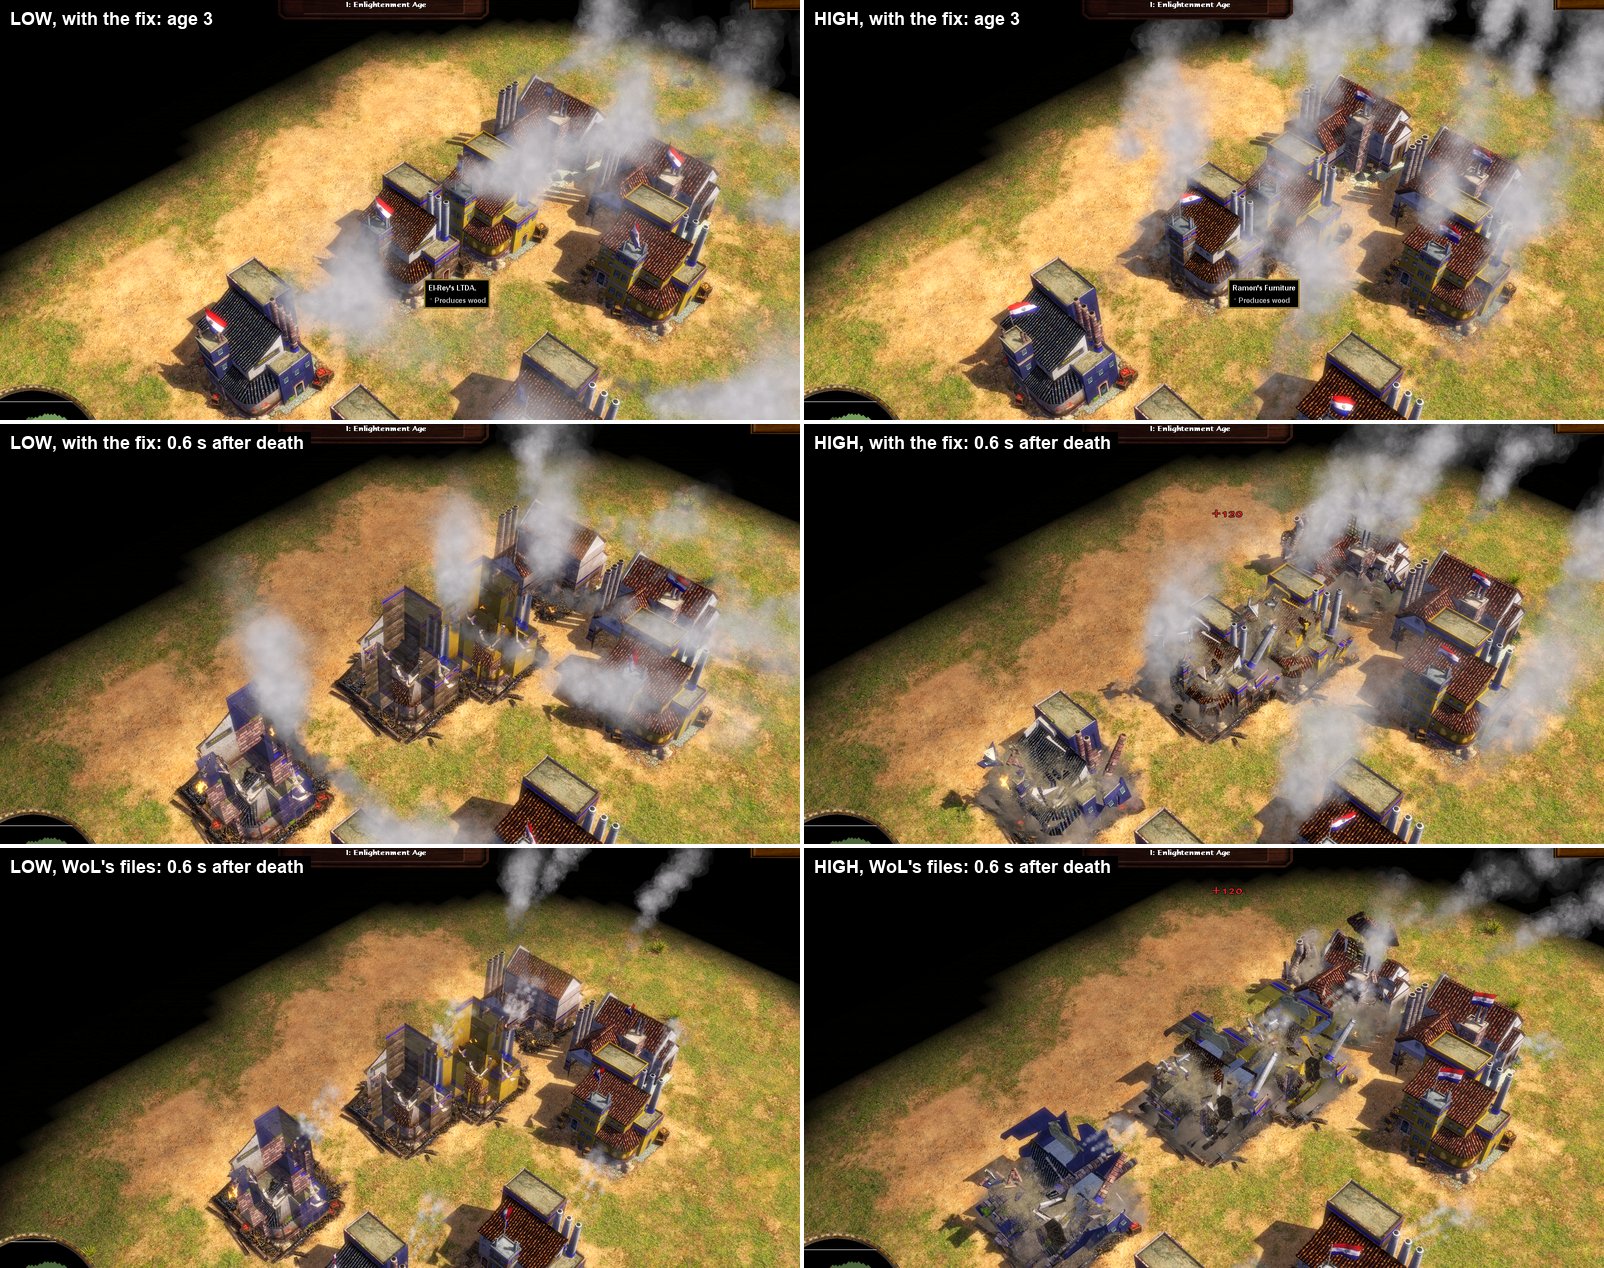 LOW, with the fix: age 3
I: Enlightenment Age
El-Rey's LTDA.
· Produces wood
HIGH, with the fix: age 3
I: Enlightenment Age
Ramon's Furniture
· Produces wood
LOW, with the fix: 0.6 s after death
I: Enlightenment Age
HIGH, with the fix: 0.6 s after death
I: Enlightenment Age
+120
LOW, WoL's files: 0.6 s after death
I: Enlightenment Age
HIGH, WoL's files: 0.6 s after death
I: Enlightenment Age
+120